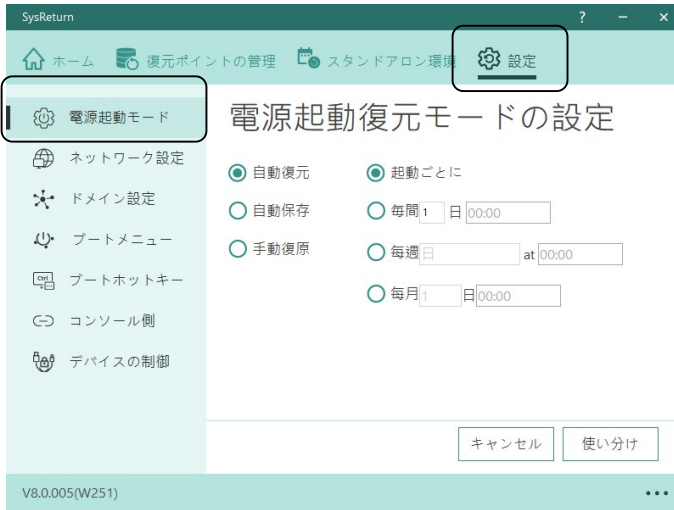 SysReturn ? − ×
ホーム 復元ポイントの管理 スタンドアロン環境 設定
電源起動モード
ネットワーク設定
ドメイン設定
ブートメニュー
Ctrl
ブートホットキー
コンソール側
デバイスの制御
電源起動復元モードの設定
自動復元 起動ごとに
自動保存 毎間 1 日 00:00
手動復原 毎週 日 at 00:00
毎月 1 日 00:00
キャンセル 使い分け
V8.0.005(W251) •••